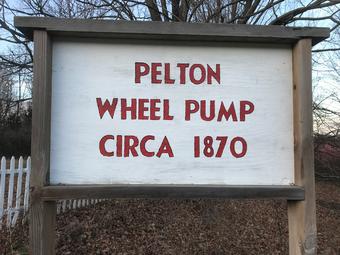 PELTON
WHEEL PUMP
CIRCA 1870